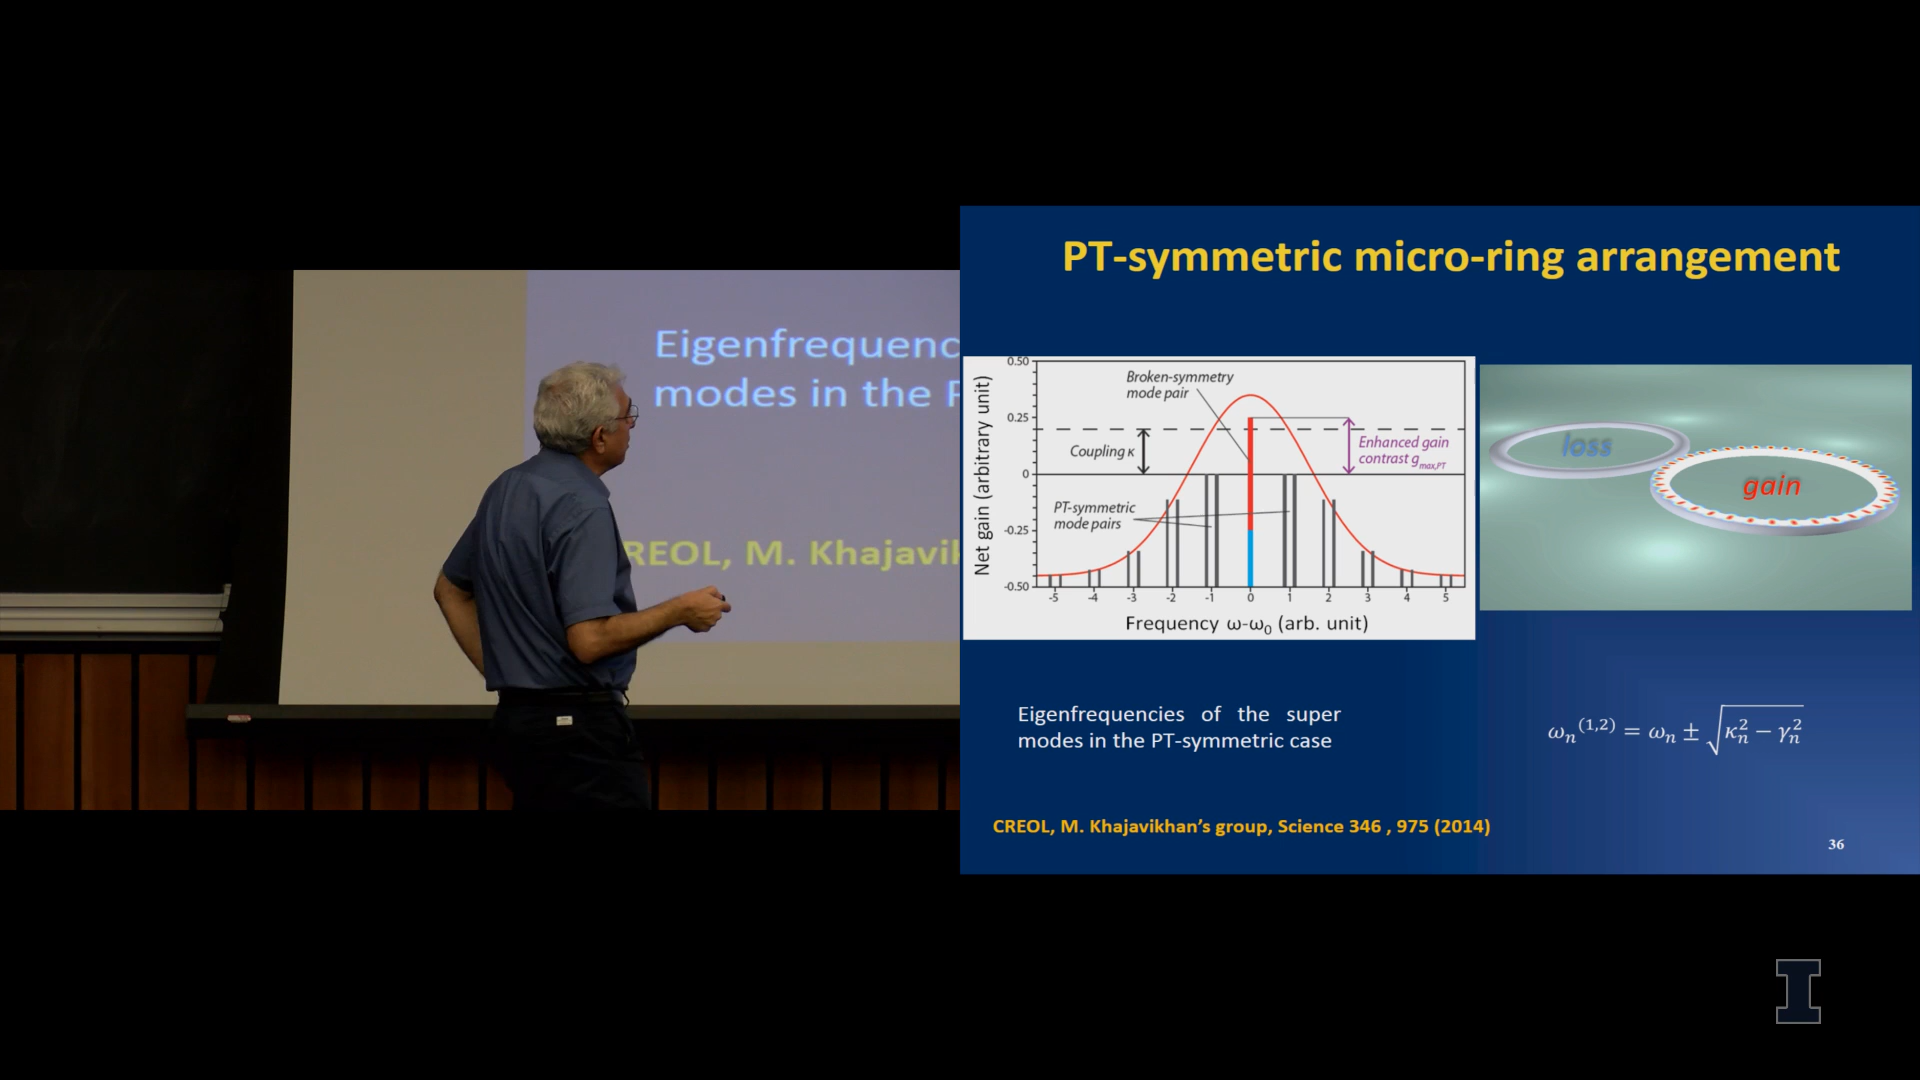 Eigenfrequenc
modes in the
REOL, M. Khajavik
PT-symmetric micro-ring arrangement
Net gain (arbitrary unit)
0.50
0.25
0
-0.25
-0.50
Broken-symmetry
mode pair
Coupling κ
Enhanced gain
contrast gmax,PT
PT-symmetric
mode pairs
-5 -4 -3 -2 -1 0 1 2 3 4 5
Frequency ω-ω₀ (arb. unit)
loss
gain
Eigenfrequencies of the super
modes in the PT-symmetric case
ωₙ⁽¹,²⁾ = ωₙ ± √(κₙ² − γₙ²)
CREOL, M. Khajavikhan’s group, Science 346 , 975 (2014)
36
I